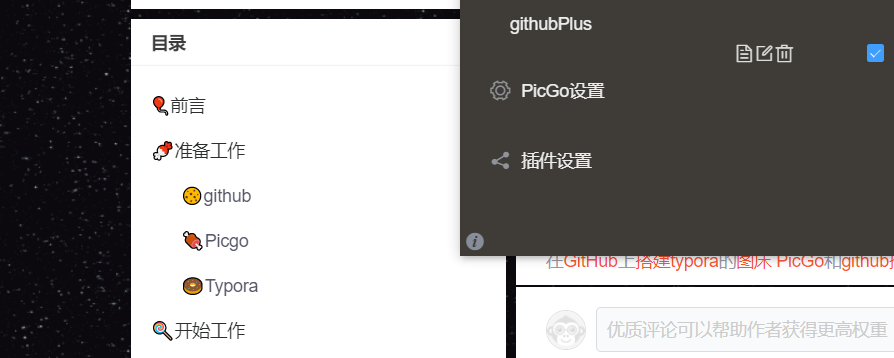 目录
前言
准备工作
github
Picgo
Typora
开始工作
githubPlus
PicGo设置
插件设置
在GitHub上搭建typora的图床 PicGo和github
优质评论可以帮助作者获得更高权重